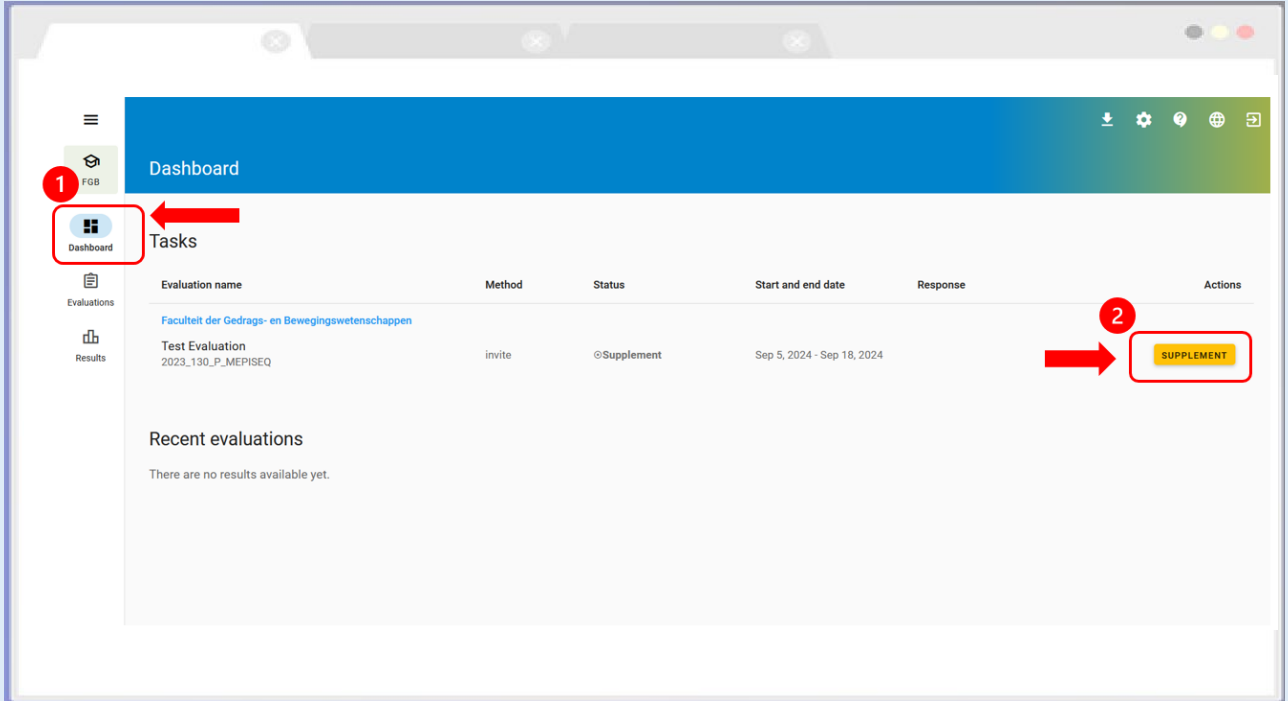 FGB
1
Dashboard
Dashboard
Tasks
Evaluations
Results
Evaluation name Method Status Start and end date Response Actions
Faculteit der Gedrags- en Bewegingswetenschappen
2
Test Evaluation
2023_130_P_MEPISEQ
invite Supplement Sep 5, 2024 - Sep 18, 2024 SUPPLEMENT
Recent evaluations
There are no results available yet.